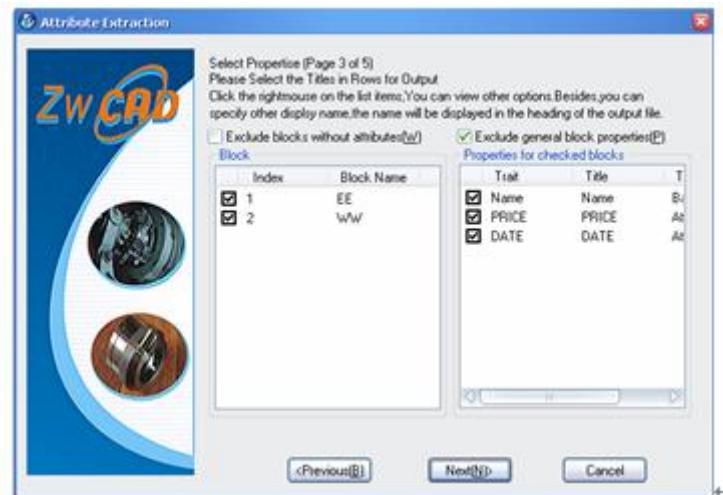 Attribute Extraction
ZWCAD
Select Propertise (Page 3 of 5)
Please Select the Titles in Rows for Output
Click the rightmouse on the list items,You can view other options.Besides,you can
specify other display name,the name will be displayed in the heading of the output file.
Exclude blocks without attributes(W) Exclude general block properties(P)
Block Properties for checked blocks
Index Block Name Trait Title T
1 EE Name Name Ba
2 WW PRICE PRICE Att
DATE DATE Att
<Previous(B) Next(N)> Cancel